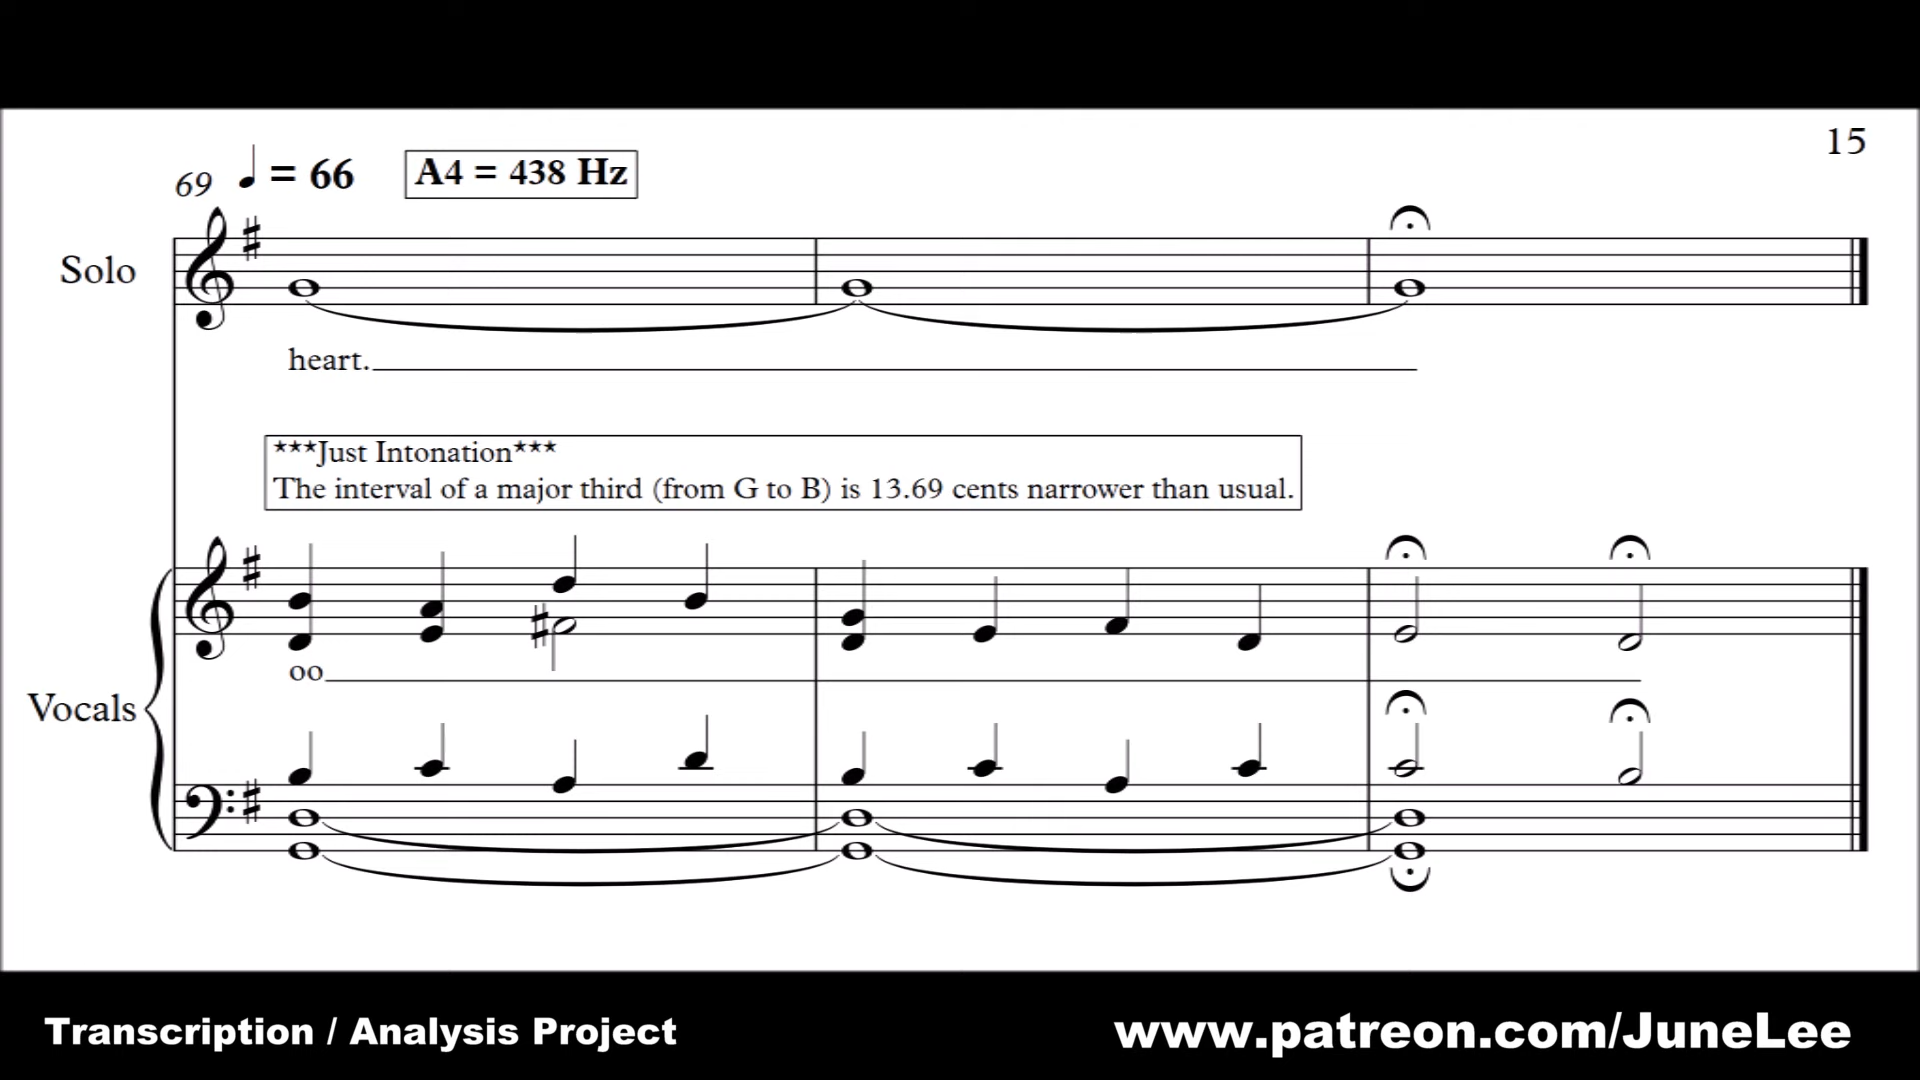 15
69 ♩ = 66 A4 = 438 Hz
Solo
heart.
***Just Intonation***
The interval of a major third (from G to B) is 13.69 cents narrower than usual.
oo
Vocals
Transcription / Analysis Project
www.patreon.com/JuneLee